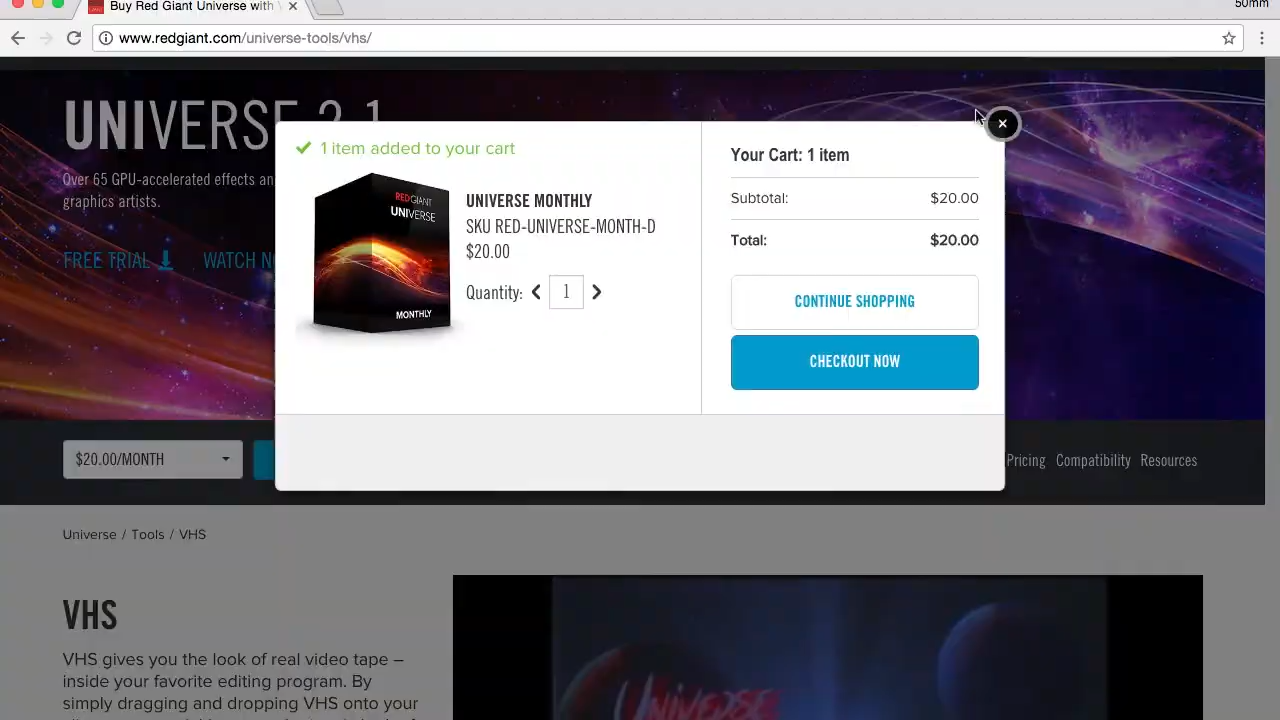 50mm
Buy Red Giant Universe with
www.redgiant.com/universe-tools/vhs/
UNIVERSE 2.1
Over 65 GPU-accelerated effects an
graphics artists.
FREE TRIAL
WATCH N
1 item added to your cart
REDGIANT
UNIVERSE
MONTHLY
UNIVERSE MONTHLY
SKU RED-UNIVERSE-MONTH-D
$20.00
Quantity: 1
Your Cart: 1 item
Subtotal: $20.00
Total: $20.00
CONTINUE SHOPPING
CHECKOUT NOW
$20.00/MONTH
Pricing Compatibility Resources
Universe / Tools / VHS
VHS
VHS gives you the look of real video tape –
inside your favorite editing program. By
simply dragging and dropping VHS onto your
UNIVERSE